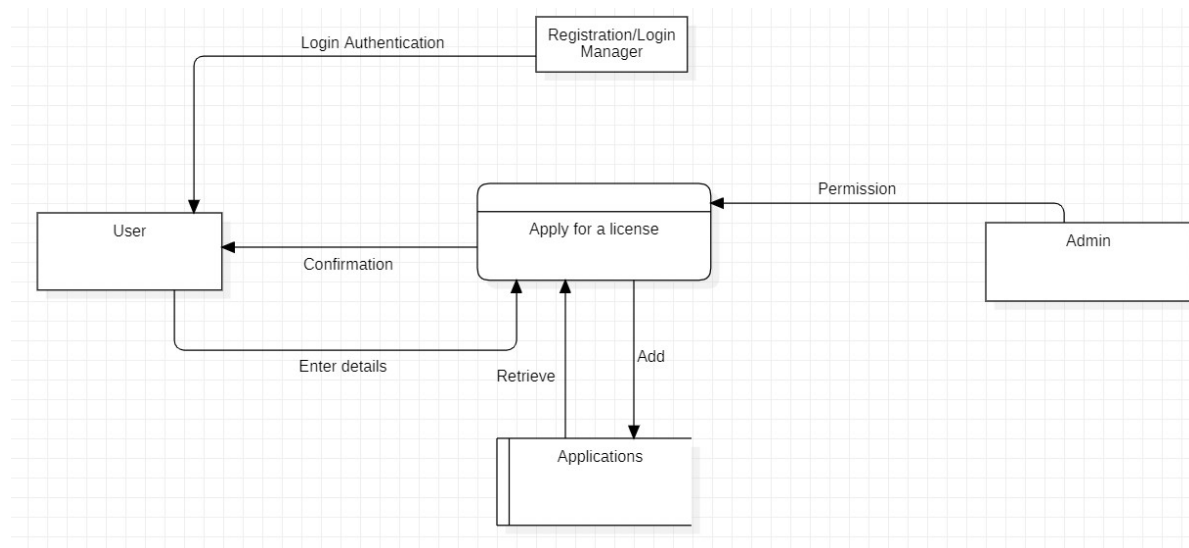 Login Authentication
Registration/Login
Manager
Permission
User
Apply for a license
Admin
Confirmation
Enter details
Retrieve
Add
Applications